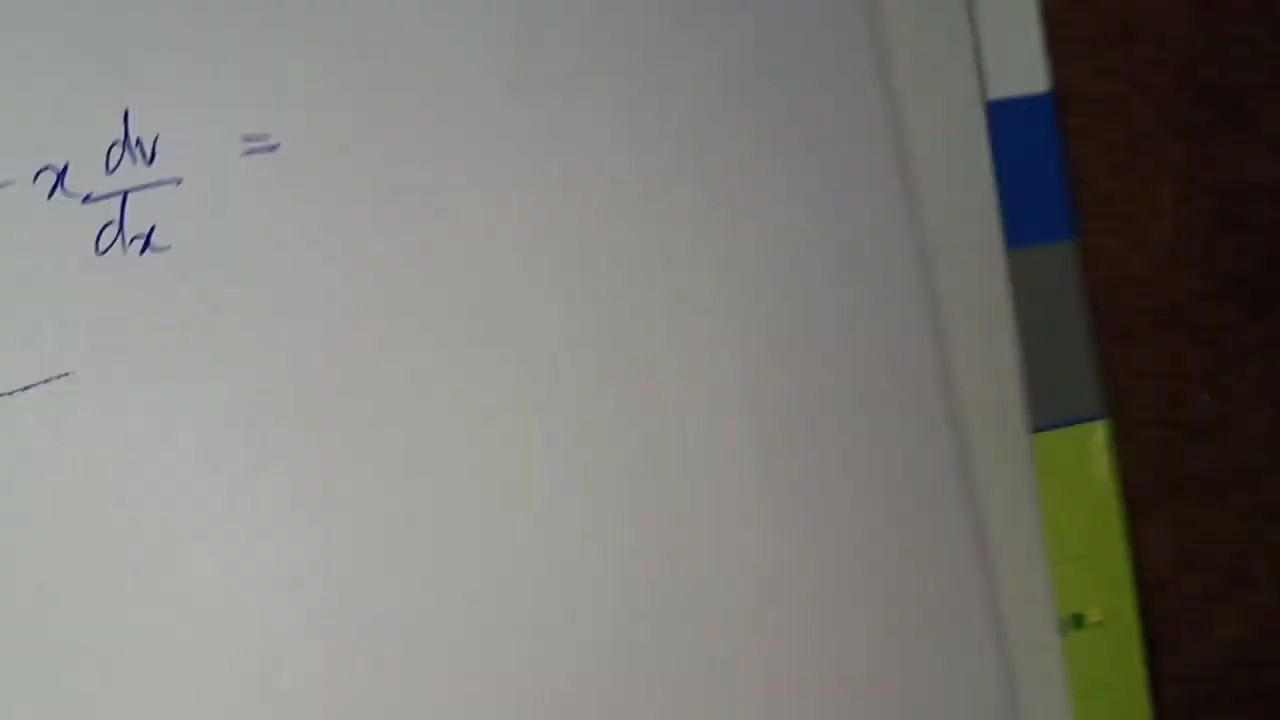 x dv/dx =